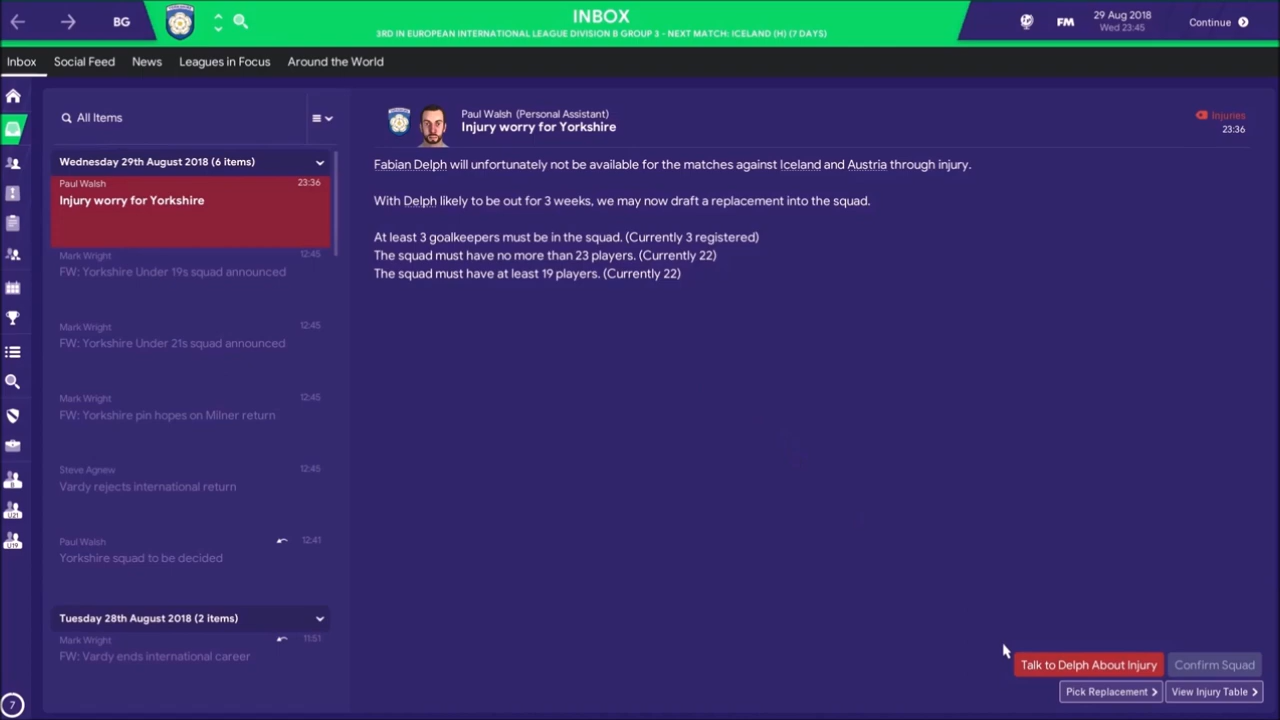 BG
INBOX
3RD IN EUROPEAN INTERNATIONAL LEAGUE DIVISION B GROUP 3 - NEXT MATCH: ICELAND (H) (7 DAYS)
FM
29 Aug 2018
Wed 23:45
Continue
Inbox
Social Feed
News
Leagues in Focus
Around the World
All Items
Wednesday 29th August 2018 (6 items)
Paul Walsh
23:36
Injury worry for Yorkshire
Mark Wright
12:45
FW: Yorkshire Under 19s squad announced
Mark Wright
12:45
FW: Yorkshire Under 21s squad announced
Mark Wright
12:45
FW: Yorkshire pin hopes on Milner return
Steve Agnew
12:45
Vardy rejects international return
Paul Walsh
12:41
Yorkshire squad to be decided
Tuesday 28th August 2018 (2 items)
Mark Wright
11:51
FW: Vardy ends international career
Paul Walsh (Personal Assistant)
Injury worry for Yorkshire
Injuries
23:36
Fabian Delph will unfortunately not be available for the matches against Iceland and Austria through injury.
With Delph likely to be out for 3 weeks, we may now draft a replacement into the squad.
At least 3 goalkeepers must be in the squad. (Currently 3 registered)
The squad must have no more than 23 players. (Currently 22)
The squad must have at least 19 players. (Currently 22)
Talk to Delph About Injury
Confirm Squad
Pick Replacement
View Injury Table
B
U21
U19
7